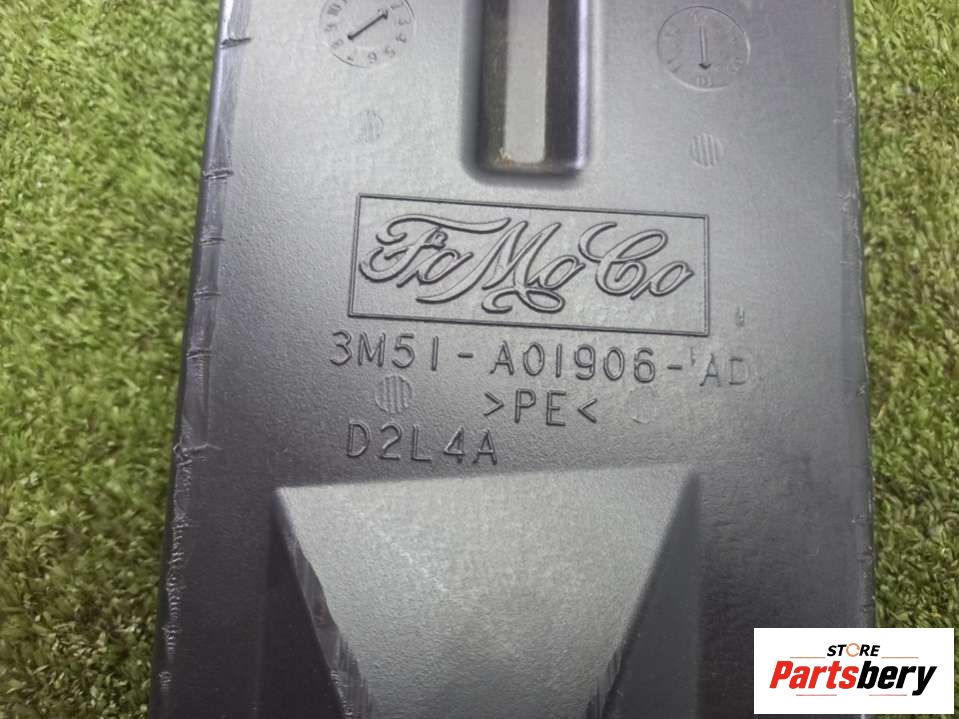 FoMoCo
3M51-A01906-AD
>PE<
D2L4A
STORE
Partsbery